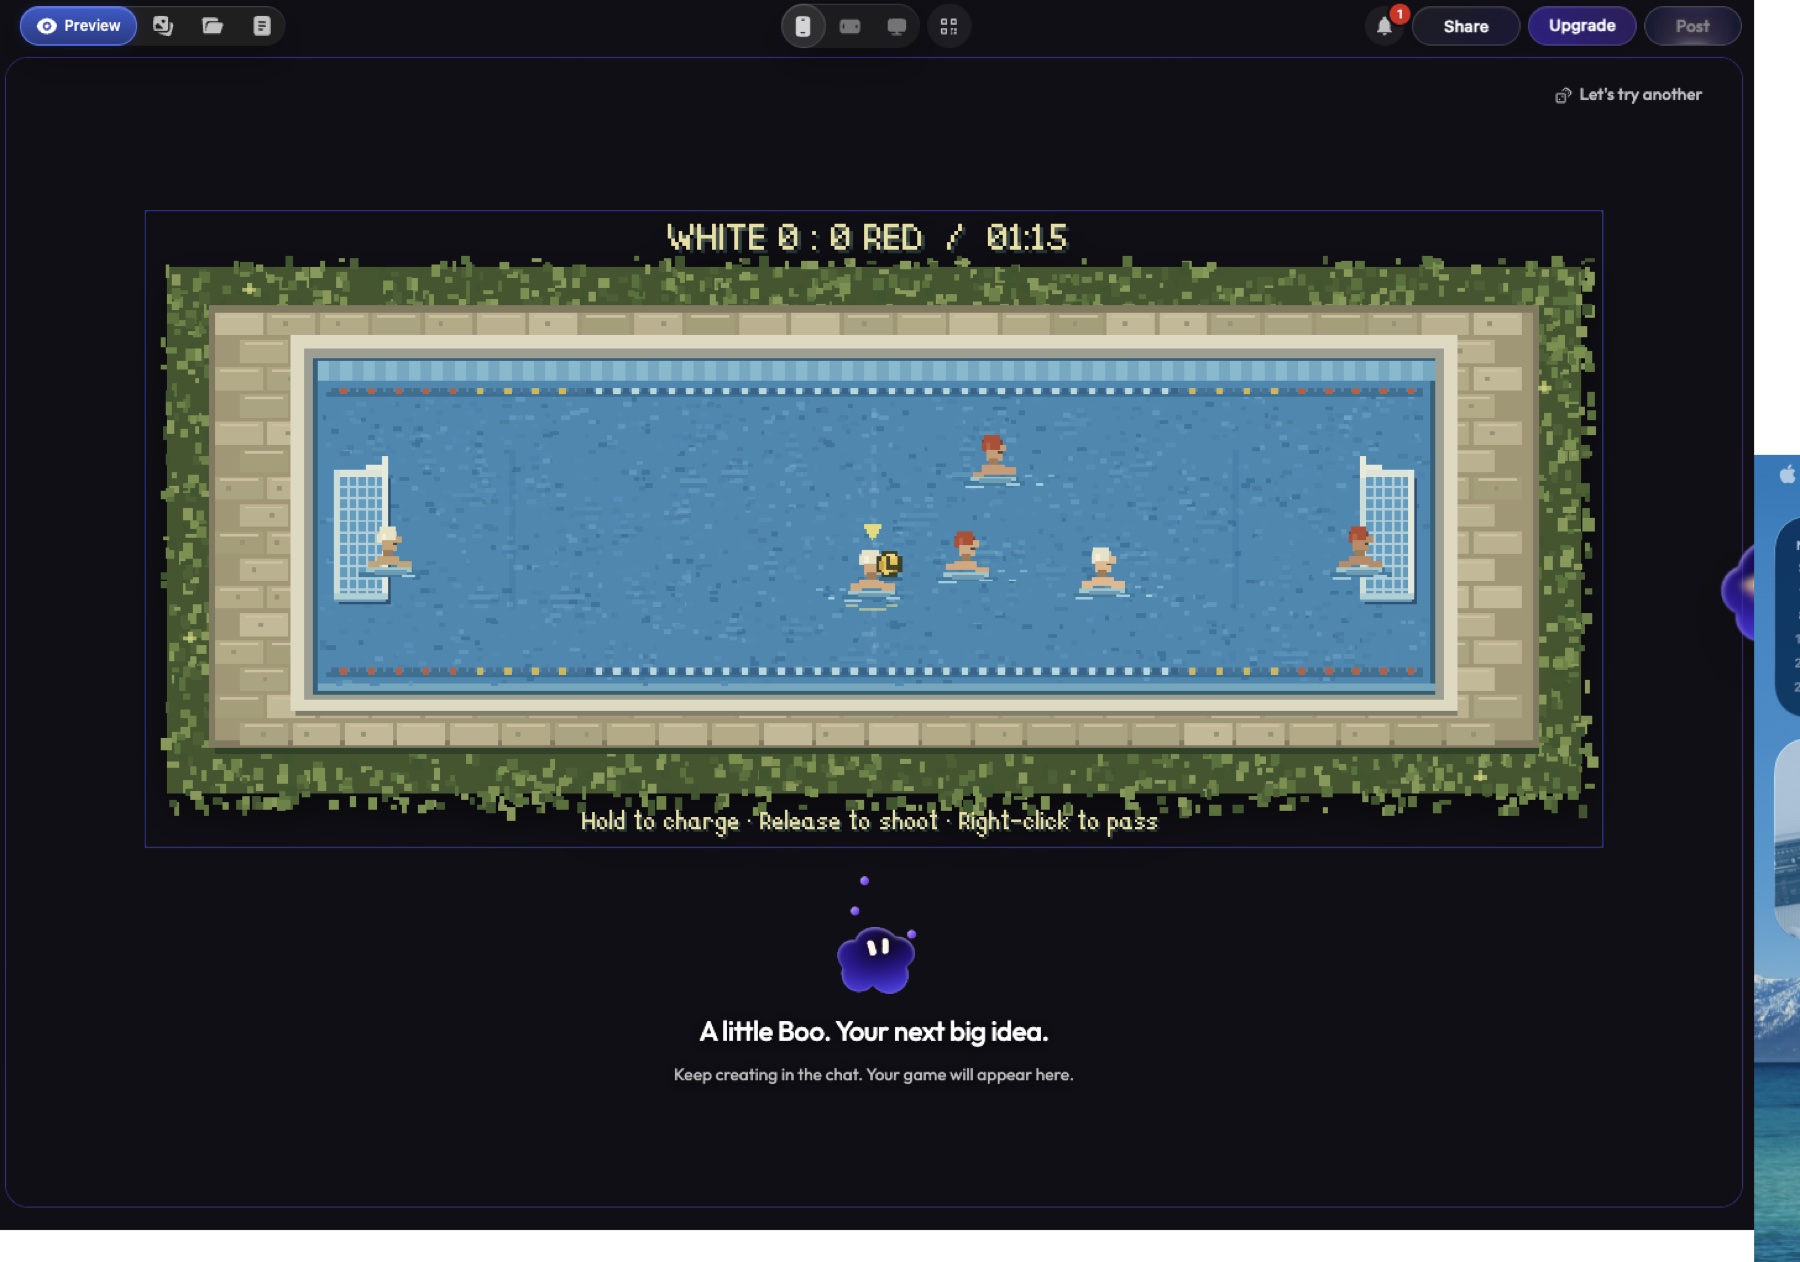 Preview
1
Share
Upgrade
Post
Let's try another
WHITE 0 : 0 RED / 01:15
Hold to charge · Release to shoot · Right-click to pass
A little Boo. Your next big idea.
Keep creating in the chat. Your game will appear here.